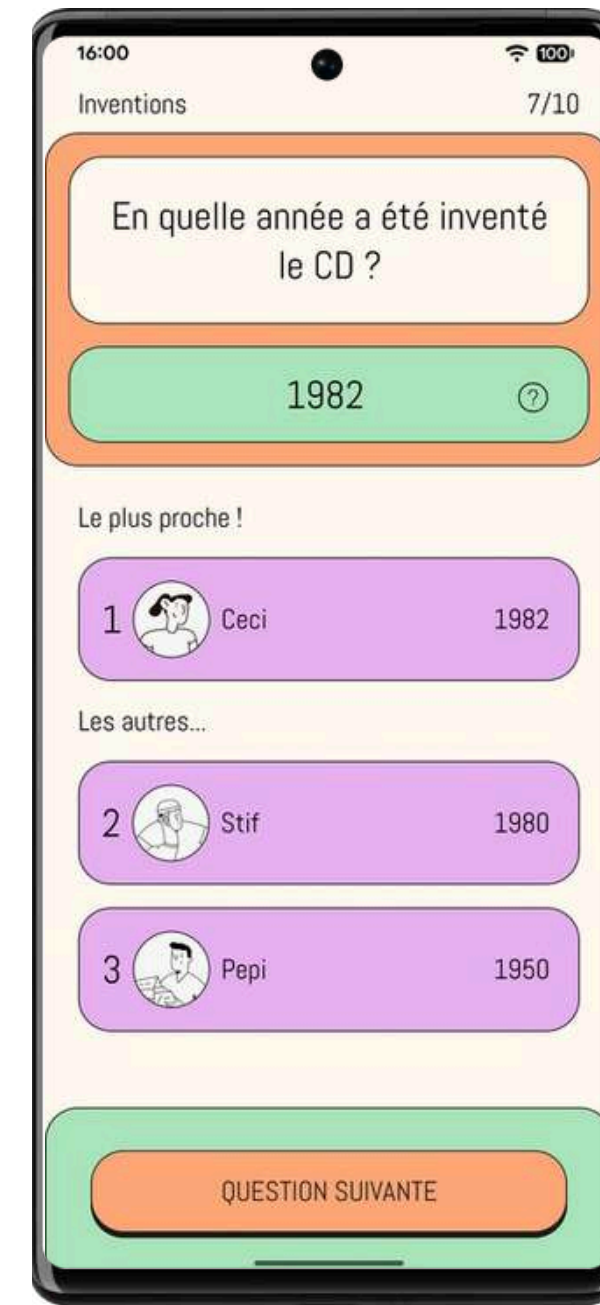 16:00 100
Inventions 7/10
En quelle année a été inventé
le CD ?
1982 ?
Le plus proche !
1 Ceci 1982
Les autres...
2 Stif 1980
3 Pepi 1950
QUESTION SUIVANTE